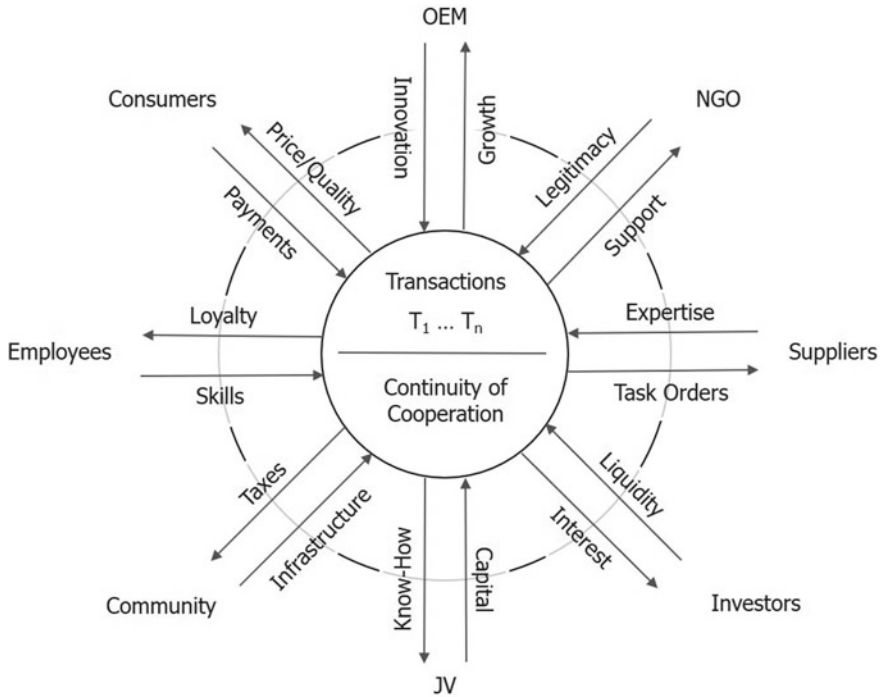 OEM
Consumers
NGO
Innovation
Growth
Price/Quality
Payments
Legitimacy
Support
Transactions
T1 ... Tn
Continuity of
Cooperation
Loyalty
Employees
Skills
Expertise
Suppliers
Task Orders
Taxes
Infrastructure
Community
Know-How
Capital
JV
Liquidity
Interest
Investors